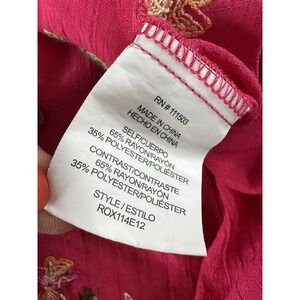 RN # 111503
MADE IN CHINA
HECHO EN CHINA
SELF/CUERPO
65% RAYON/RAYÓN
35% POLYESTER/POLIÉSTER
CONTRAST/CONTRASTE
65% RAYON/RAYÓN
35% POLYESTER/POLIÉSTER
STYLE / ESTILO
ROX114E12